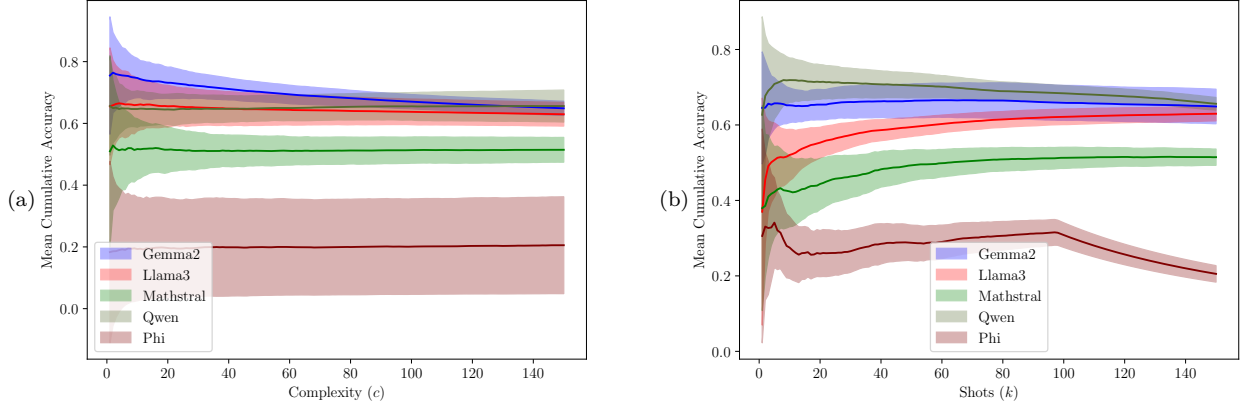 (a)
Mean Cumulative Accuracy
0.8
0.6
0.4
0.2
0.0
Gemma2
Llama3
Mathstral
Qwen
Phi
0 20 40 60 80 100 120 140
Complexity (c)
(b)
Mean Cumulative Accuracy
0.8
0.6
0.4
0.2
0.0
Gemma2
Llama3
Mathstral
Qwen
Phi
0 20 40 60 80 100 120 140
Shots (k)